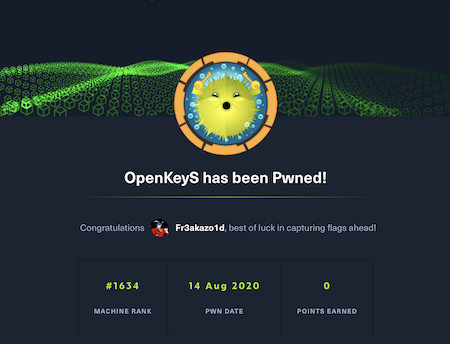 OpenKeyS has been Pwned!
Congratulations Fr3akazo1d, best of luck in capturing flags ahead!
#1634 14 Aug 2020 0
MACHINE RANK PWN DATE POINTS EARNED